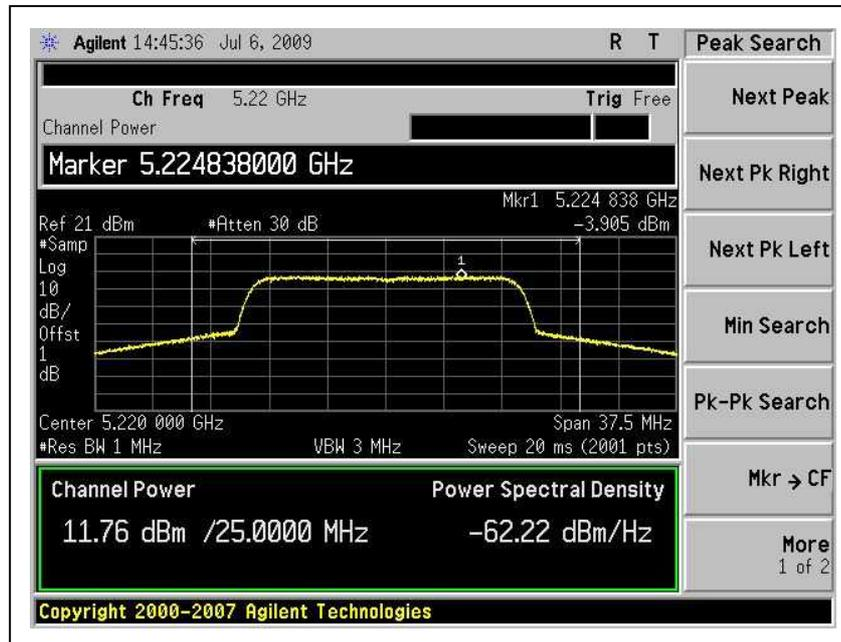 Agilent 14:45:36 Jul 6, 2009 R T
Peak Search
Ch Freq 5.22 GHz Trig Free
Channel Power
Marker 5.224838000 GHz
Mkr1 5.224 838 GHz
Ref 21 dBm #Atten 30 dB -3.905 dBm
#Samp
Log
10
dB/
Offst
1
dB
1
Center 5.220 000 GHz Span 37.5 MHz
#Res BW 1 MHz VBW 3 MHz Sweep 20 ms (2001 pts)
Channel Power Power Spectral Density
11.76 dBm /25.0000 MHz -62.22 dBm/Hz
Copyright 2000-2007 Agilent Technologies
Next Peak
Next Pk Right
Next Pk Left
Min Search
Pk-Pk Search
Mkr → CF
More
1 of 2